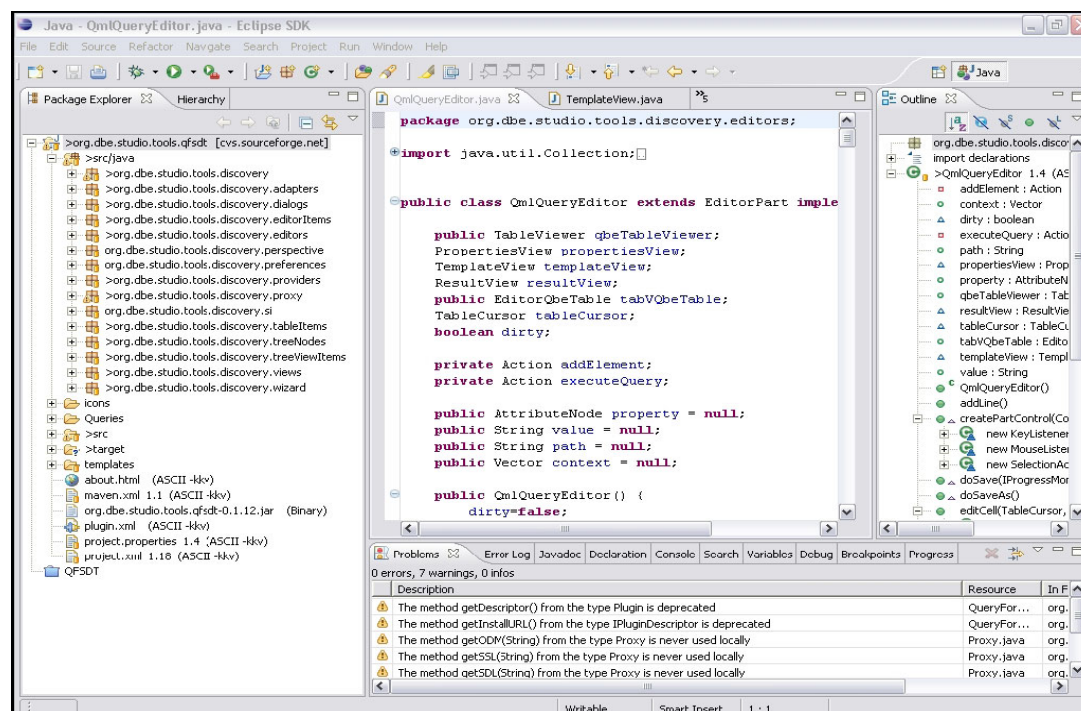 Java - QmlQueryEditor.java - Eclipse SDK
File Edit Source Refactor Navigate Search Project Run Window Help
Java
Package Explorer
Hierarchy
>org.dbe.studio.tools.qfsdt [cvs.sourceforge.net]
>src/java
>org.dbe.studio.tools.discovery
>org.dbe.studio.tools.discovery.adapters
>org.dbe.studio.tools.discovery.dialogs
>org.dbe.studio.tools.discovery.editorItems
>org.dbe.studio.tools.discovery.editors
org.dbe.studio.tools.discovery.perspective
org.dbe.studio.tools.discovery.preferences
>org.dbe.studio.tools.discovery.providers
>org.dbe.studio.tools.discovery.proxy
org.dbe.studio.tools.discovery.si
>org.dbe.studio.tools.discovery.tableItems
>org.dbe.studio.tools.discovery.treeNodes
>org.dbe.studio.tools.discovery.treeViewItems
>org.dbe.studio.tools.discovery.views
>org.dbe.studio.tools.discovery.wizard
icons
Queries
>src
>target
templates
about.html (ASCII -kkv)
maven.xml 1.1 (ASCII -kkv)
org.dbe.studio.tools.qfsdt-0.1.12.jar (Binary)
plugin.xml (ASCII -kkv)
project.properties 1.4 (ASCII -kkv)
project.xml 1.18 (ASCII -kkv)
QFSDT
QmlQueryEditor.java
TemplateView.java
»5
package org.dbe.studio.tools.discovery.editors;
import java.util.Collection;
public class QmlQueryEditor extends EditorPart imple
public TableViewer qbeTableViewer;
PropertiesView propertiesView;
TemplateView templateView;
ResultView resultView;
public EditorQbeTable tabVQbeTable;
TableCursor tableCursor;
boolean dirty;
private Action addElement;
private Action executeQuery;
public AttributeNode property = null;
public String value = null;
public String path = null;
public Vector context = null;
public QmlQueryEditor() {
dirty=false;
Outline
org.dbe.studio.tools.discov
import declarations
>QmlQueryEditor 1.4 (AS
addElement : Action
context : Vector
dirty : boolean
executeQuery : Actio
path : String
propertiesView : Prop
property : AttributeN
qbeTableViewer : Tab
resultView : ResultVie
tableCursor : TableCu
tabVQbeTable : Edito
templateView : Templ
value : String
QmlQueryEditor()
addLine()
createPartControl(Co
new KeyListener
new MouseListe
new SelectionAc
doSave(IProgressMor
doSaveAs()
editCell(TableCursor,
Problems
Error Log
Javadoc
Declaration
Console
Search
Variables
Debug
Breakpoints
Progress
0 errors, 7 warnings, 0 infos
Description Resource In F
The method getDescriptor() from the type Plugin is deprecated QueryFor... org.
The method getInstallURL() from the type IPluginDescriptor is deprecated QueryFor... org.
The method getODM(String) from the type Proxy is never used locally Proxy.java org.
The method getSSL(String) from the type Proxy is never used locally Proxy.java org.
The method getSDL(String) from the type Proxy is never used locally Proxy.java org.
Writable Smart Insert 1 : 1